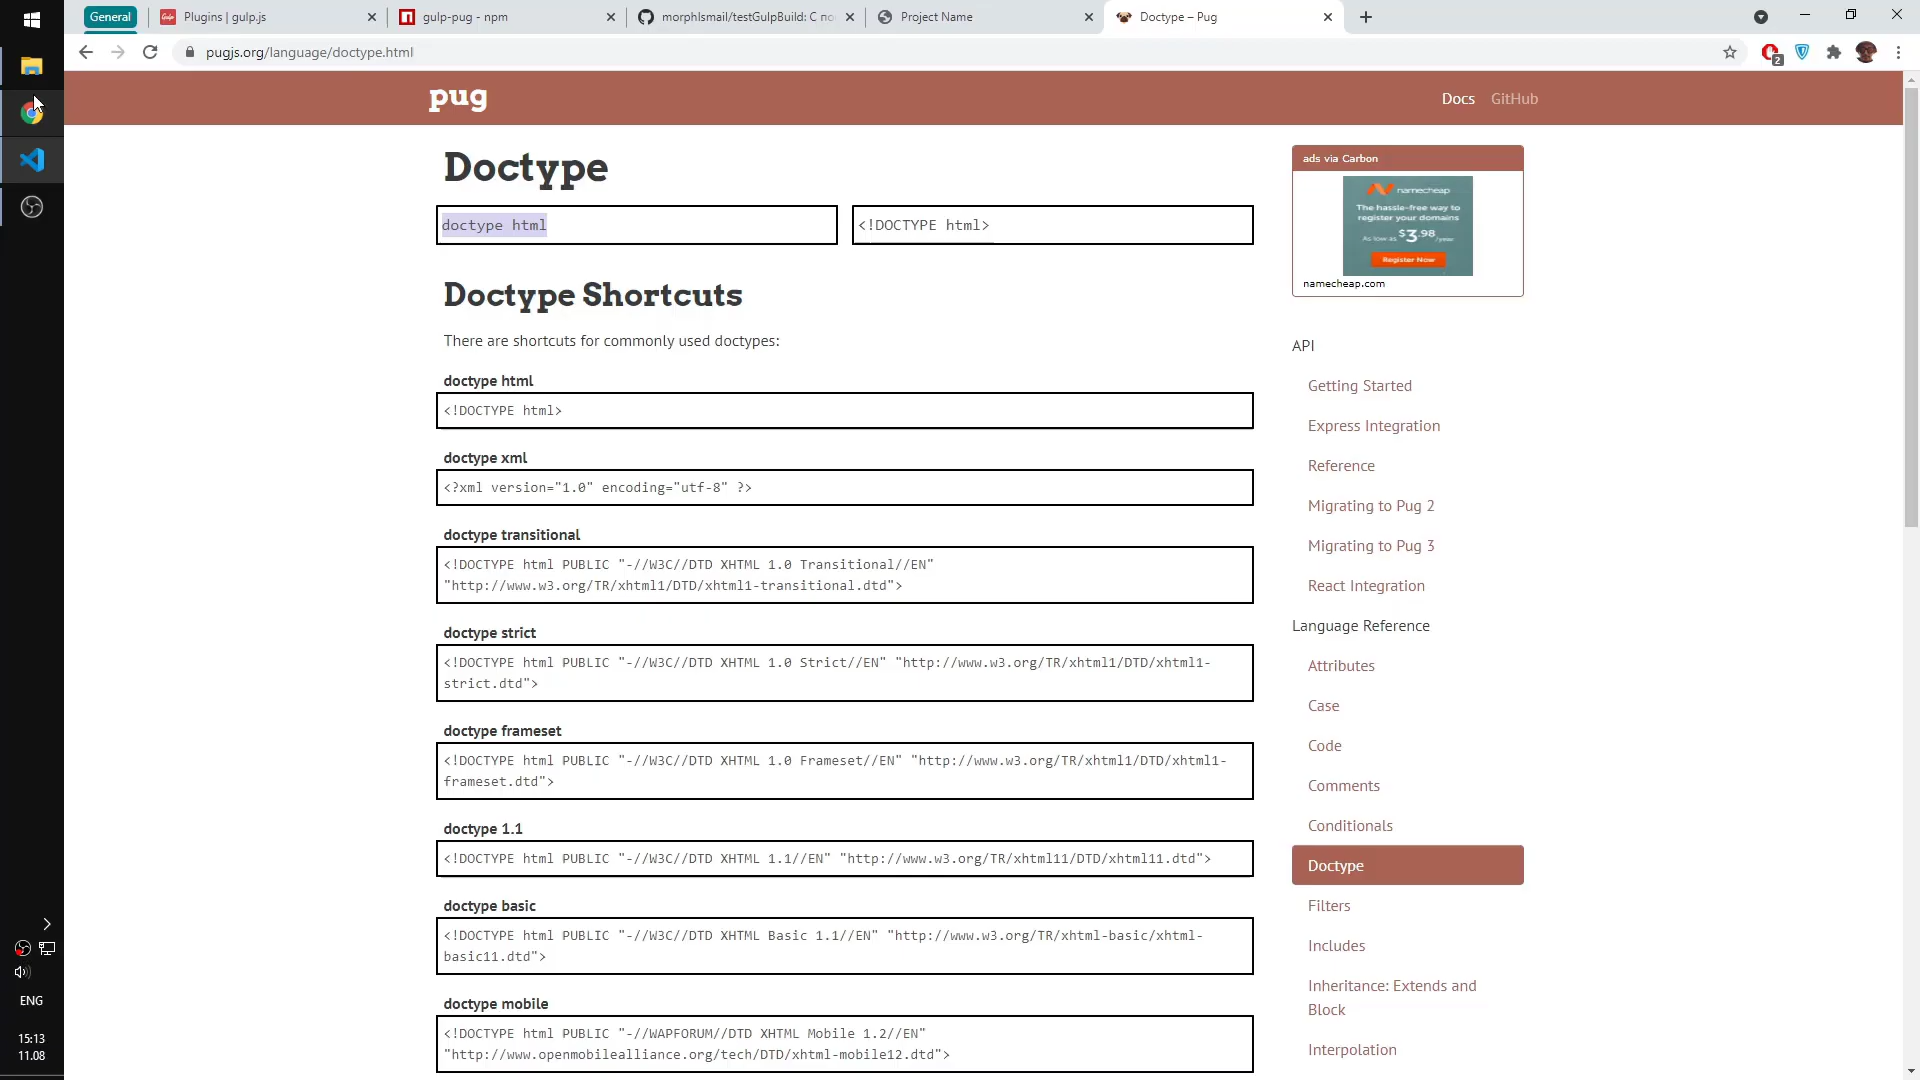 General
Plugins | gulp.js
gulp-pug - npm
morphIsmail/testGulpBuild: С по
Project Name
Doctype – Pug
pugjs.org/language/doctype.html
2
pug
Docs
GitHub
Doctype
doctype html
<!DOCTYPE html>
Doctype Shortcuts
There are shortcuts for commonly used doctypes:
doctype html
<!DOCTYPE html>
doctype xml
<?xml version="1.0" encoding="utf-8" ?>
doctype transitional
<!DOCTYPE html PUBLIC "-//W3C//DTD XHTML 1.0 Transitional//EN"
"http://www.w3.org/TR/xhtml1/DTD/xhtml1-transitional.dtd">
doctype strict
<!DOCTYPE html PUBLIC "-//W3C//DTD XHTML 1.0 Strict//EN" "http://www.w3.org/TR/xhtml1/DTD/xhtml1-
strict.dtd">
doctype frameset
<!DOCTYPE html PUBLIC "-//W3C//DTD XHTML 1.0 Frameset//EN" "http://www.w3.org/TR/xhtml1/DTD/xhtml1-
frameset.dtd">
doctype 1.1
<!DOCTYPE html PUBLIC "-//W3C//DTD XHTML 1.1//EN" "http://www.w3.org/TR/xhtml11/DTD/xhtml11.dtd">
doctype basic
<!DOCTYPE html PUBLIC "-//W3C//DTD XHTML Basic 1.1//EN" "http://www.w3.org/TR/xhtml-basic/xhtml-
basic11.dtd">
doctype mobile
<!DOCTYPE html PUBLIC "-//WAPFORUM//DTD XHTML Mobile 1.2//EN"
"http://www.openmobilealliance.org/tech/DTD/xhtml-mobile12.dtd">
ads via Carbon
namecheap
The hassle-free way to
register your domains
As low as $3.98/year
Register Now
namecheap.com
API
Getting Started
Express Integration
Reference
Migrating to Pug 2
Migrating to Pug 3
React Integration
Language Reference
Attributes
Case
Code
Comments
Conditionals
Doctype
Filters
Includes
Inheritance: Extends and
Block
Interpolation
ENG
15:13
11.08